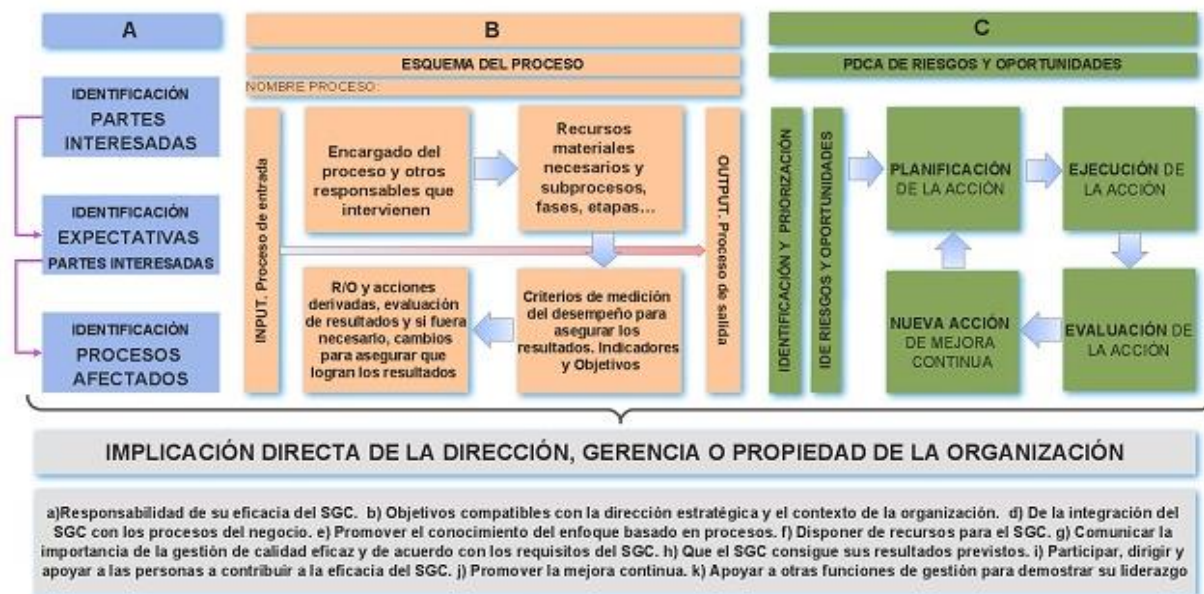 A
IDENTIFICACIÓN
PARTES
INTERESADAS
IDENTIFICACIÓN
EXPECTATIVAS
PARTES INTERESADAS
IDENTIFICACIÓN
PROCESOS
AFECTADOS
B
ESQUEMA DEL PROCESO
NOMBRE PROCESO:
INPUT. Proceso de entrada
Encargado del
proceso y otros
responsables que
intervienen
Recursos
materiales
necesarios y
subprocesos,
fases, etapas...
R/O y acciones
derivadas, evaluación
de resultados y si fuera
necesario, cambios
para asegurar que
logran los resultados
Criterios de medición
del desempeño para
asegurar los
resultados. Indicadores
y Objetivos
OUTPUT. Proceso de salida
C
PDCA DE RIESGOS Y OPORTUNIDADES
IDENTIFICACIÓN Y PRIORIZACIÓN
IDE RIESGOS Y OPORTUNIDADES
PLANIFICACIÓN
DE LA ACCIÓN
EJECUCIÓN DE
LA ACCIÓN
NUEVA ACCIÓN
DE MEJORA
CONTINUA
EVALUACIÓN DE
LA ACCIÓN
IMPLICACIÓN DIRECTA DE LA DIRECCIÓN, GERENCIA O PROPIEDAD DE LA ORGANIZACIÓN
a)Responsabilidad de su eficacia del SGC. b) Objetivos compatibles con la dirección estratégica y el contexto de la organización. d) De la integración del
SGC con los procesos del negocio. e) Promover el conocimiento del enfoque basado en procesos. f) Disponer de recursos para el SGC. g) Comunicar la
importancia de la gestión de calidad eficaz y de acuerdo con los requisitos del SGC. h) Que el SGC consigue sus resultados previstos. i) Participar, dirigir y
apoyar a las personas a contribuir a la eficacia del SGC. j) Promover la mejora continua. k) Apoyar a otras funciones de gestión para demostrar su liderazgo